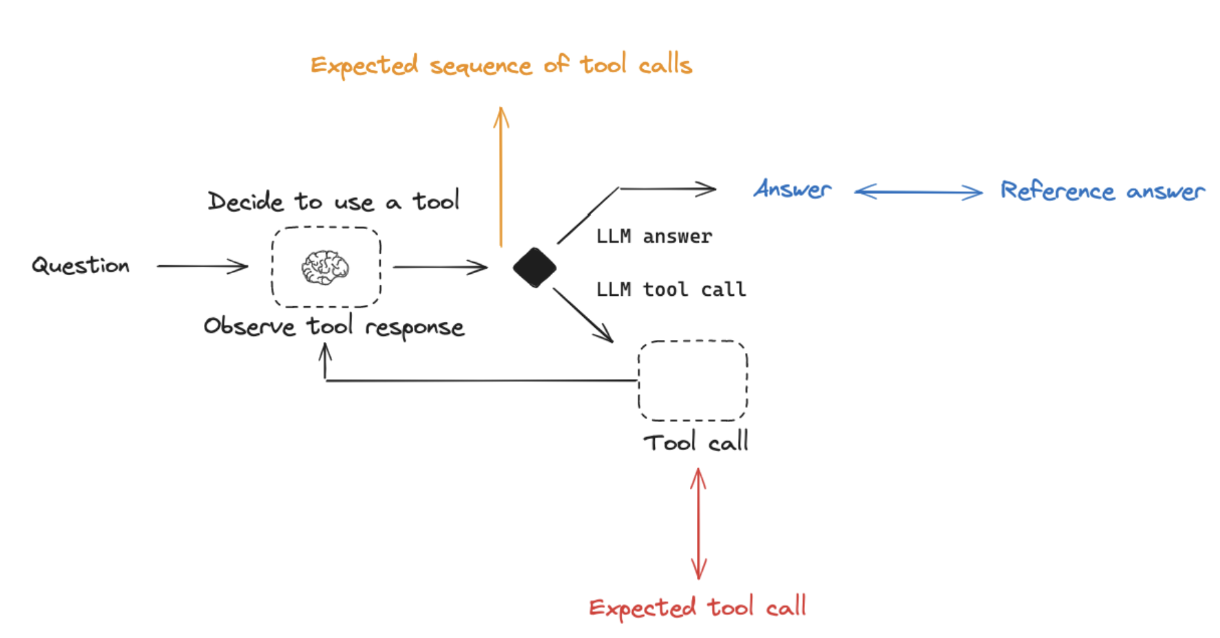 Expected sequence of tool calls
Decide to use a tool
Answer
Reference answer
LLM answer
Question
LLM tool call
Observe tool response
Tool call
Expected tool call